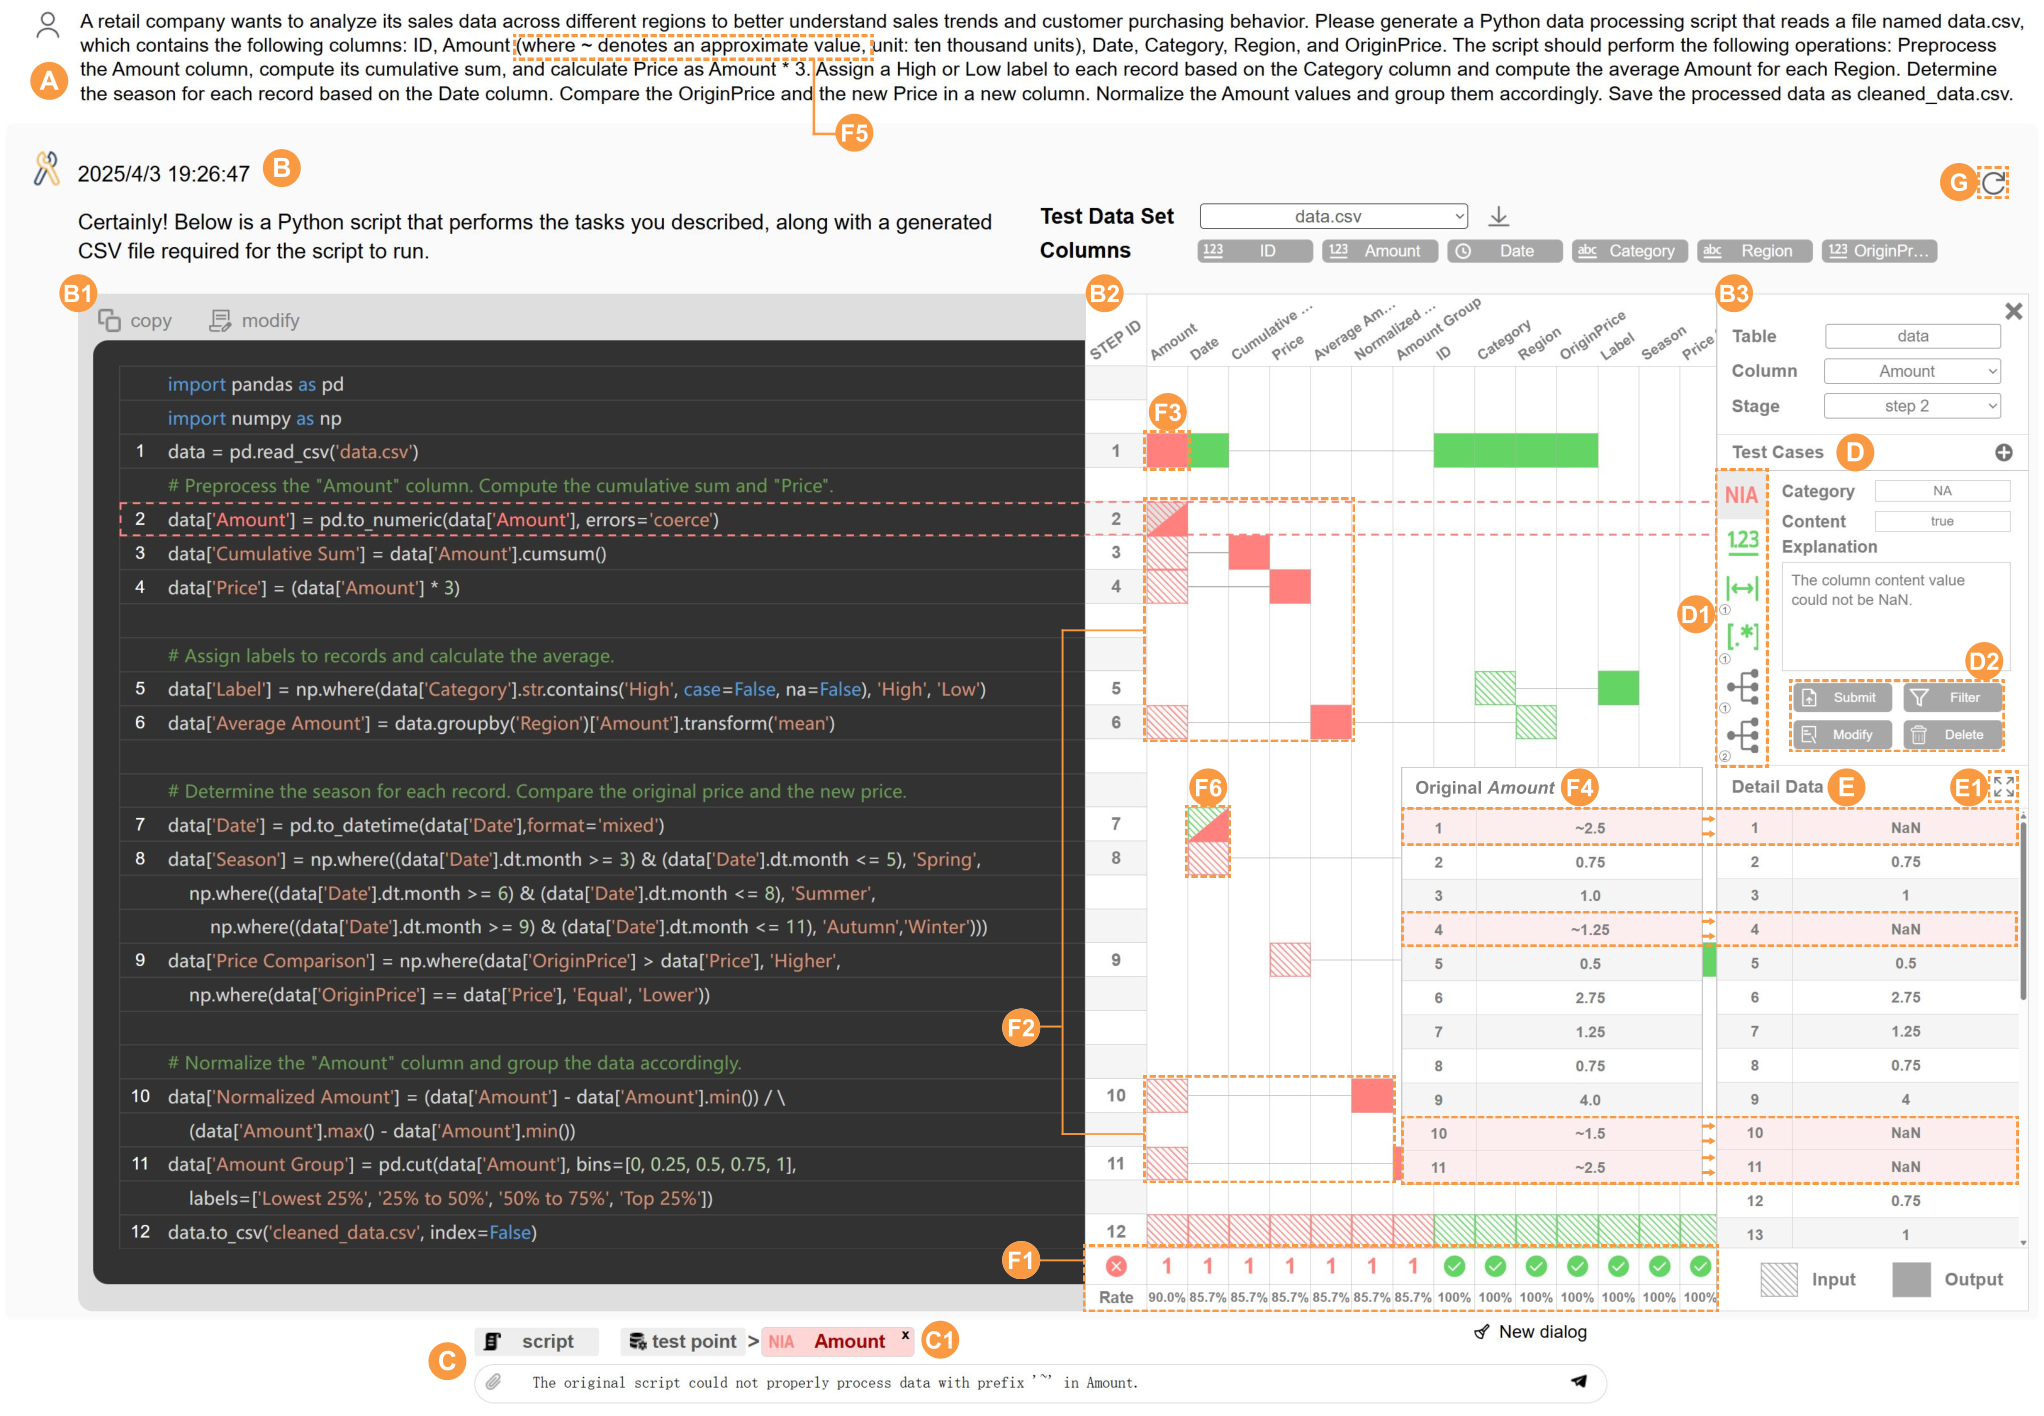 A retail company wants to analyze its sales data across different regions to better understand sales trends and customer purchasing behavior. Please generate a Python data processing script that reads a file named data.csv,
which contains the following columns: ID, Amount (where ~ denotes an approximate value, unit: ten thousand units), Date, Category, Region, and OriginPrice. The script should perform the following operations: Preprocess
the Amount column, compute its cumulative sum, and calculate Price as Amount * 3. Assign a High or Low label to each record based on the Category column and compute the average Amount for each Region. Determine
the season for each record based on the Date column. Compare the OriginPrice and the new Price in a new column. Normalize the Amount values and group them accordingly. Save the processed data as cleaned_data.csv.
A
F5
2025/4/3 19:26:47 B
G
Certainly! Below is a Python script that performs the tasks you described, along with a generated
CSV file required for the script to run.
Test Data Set data.csv
Columns 123 ID 123 Amount Date abc Category abc Region 123 OriginPr...
B1
copy modify
import pandas as pd
import numpy as np
1 data = pd.read_csv('data.csv')
# Preprocess the "Amount" column. Compute the cumulative sum and "Price".
2 data['Amount'] = pd.to_numeric(data['Amount'], errors='coerce')
3 data['Cumulative Sum'] = data['Amount'].cumsum()
4 data['Price'] = (data['Amount'] * 3)
# Assign labels to records and calculate the average.
5 data['Label'] = np.where(data['Category'].str.contains('High', case=False, na=False), 'High', 'Low')
6 data['Average Amount'] = data.groupby('Region')['Amount'].transform('mean')
# Determine the season for each record. Compare the original price and the new price.
7 data['Date'] = pd.to_datetime(data['Date'],format='mixed')
8 data['Season'] = np.where((data['Date'].dt.month >= 3) & (data['Date'].dt.month <= 5), 'Spring',
np.where((data['Date'].dt.month >= 6) & (data['Date'].dt.month <= 8), 'Summer',
np.where((data['Date'].dt.month >= 9) & (data['Date'].dt.month <= 11), 'Autumn','Winter')))
9 data['Price Comparison'] = np.where(data['OriginPrice'] > data['Price'], 'Higher',
np.where(data['OriginPrice'] == data['Price'], 'Equal', 'Lower'))
# Normalize the "Amount" column and group the data accordingly.
10 data['Normalized Amount'] = (data['Amount'] - data['Amount'].min()) / \
(data['Amount'].max() - data['Amount'].min())
11 data['Amount Group'] = pd.cut(data['Amount'], bins=[0, 0.25, 0.5, 0.75, 1],
labels=['Lowest 25%', '25% to 50%', '50% to 75%', 'Top 25%'])
12 data.to_csv('cleaned_data.csv', index=False)
B2
STEP ID Amount Date Cumulative ... Price Average Am... Normalized ... Amount Group ID Category Region OriginPrice Label Season Price
F3
1
2
3
4
5
6
F6
7
8
9
F2
10
11
12
F1
1 1 1 1 1 1 1
Rate 90.0% 85.7% 85.7% 85.7% 85.7% 85.7% 85.7% 100% 100% 100% 100% 100% 100% 100%
Original Amount F4
1 ~2.5
2 0.75
3 1.0
4 ~1.25
5 0.5
6 2.75
7 1.25
8 0.75
9 4.0
10 ~1.5
11 ~2.5
B3
Table data
Column Amount
Stage step 2
Test Cases D
D1
NIA
1.23
①
[.*]
①
①
②
Category NA
Content true
Explanation
The column content value
could not be NaN.
D2
Submit Filter
Modify Delete
Detail Data E E1
1 NaN
2 0.75
3 1
4 NaN
5 0.5
6 2.75
7 1.25
8 0.75
9 4
10 NaN
11 NaN
12 0.75
13 1
Input Output
C
script test point > NIA Amount x C1
New dialog
The original script could not properly process data with prefix '~' in Amount.